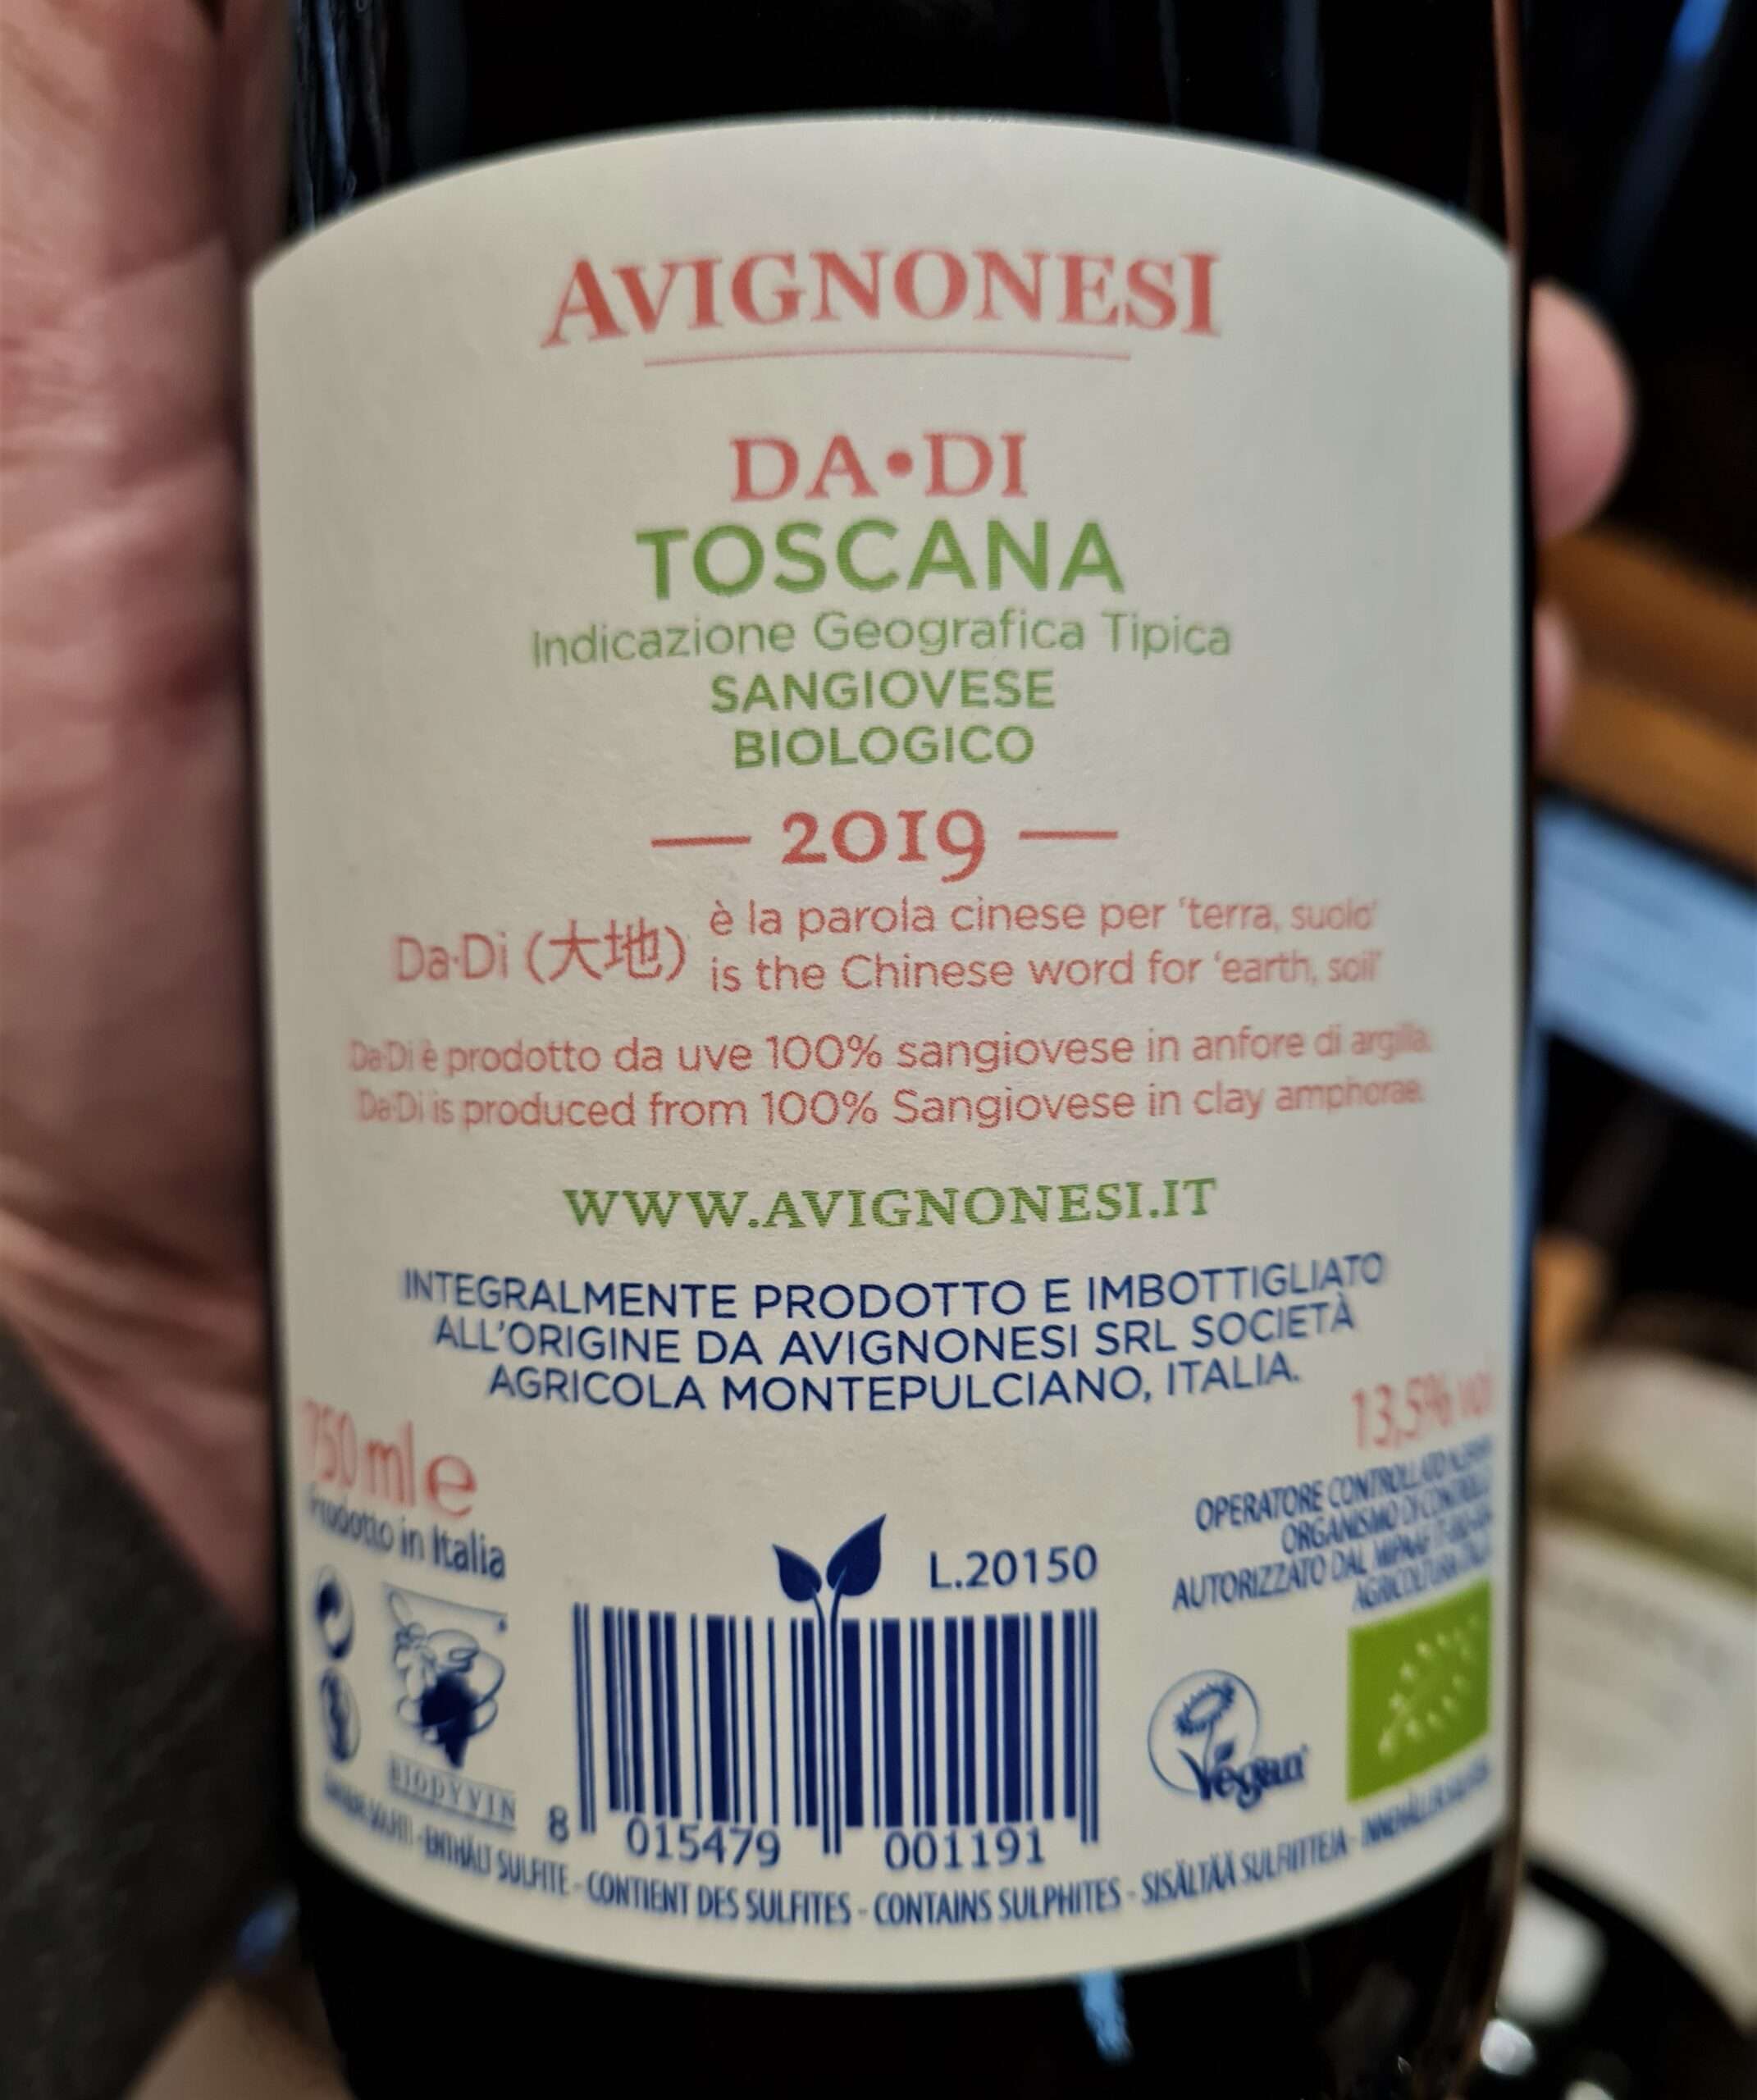 AVIGNONESI
DA•DI
TOSCANA
Indicazione Geografica Tipica
SANGIOVESE
BIOLOGICO
— 2019 —
Da·Di (大地)
è la parola cinese per 'terra, suolo'
is the Chinese word for 'earth, soil'
Da·Di è prodotto da uve 100% sangiovese in anfore di argilla.
Da·Di is produced from 100% Sangiovese in clay amphorae.
WWW.AVIGNONESI.IT
INTEGRALMENTE PRODOTTO E IMBOTTIGLIATO
ALL'ORIGINE DA AVIGNONESI SRL SOCIETÀ
AGRICOLA MONTEPULCIANO, ITALIA.
750 ml e
13,5% vol
Prodotto in Italia
OPERATORE CONTROLLATO
ORGANISMO DI CONTROLLO
AUTORIZZATO DAL
L.20150
BIODYVIN
Vegan
8 015479 001191
ENTHÄLT SULFITE - CONTIENT DES SULFITES - CONTAINS SULPHITES - SISÄLTÄÄ SULFIITTEJA -